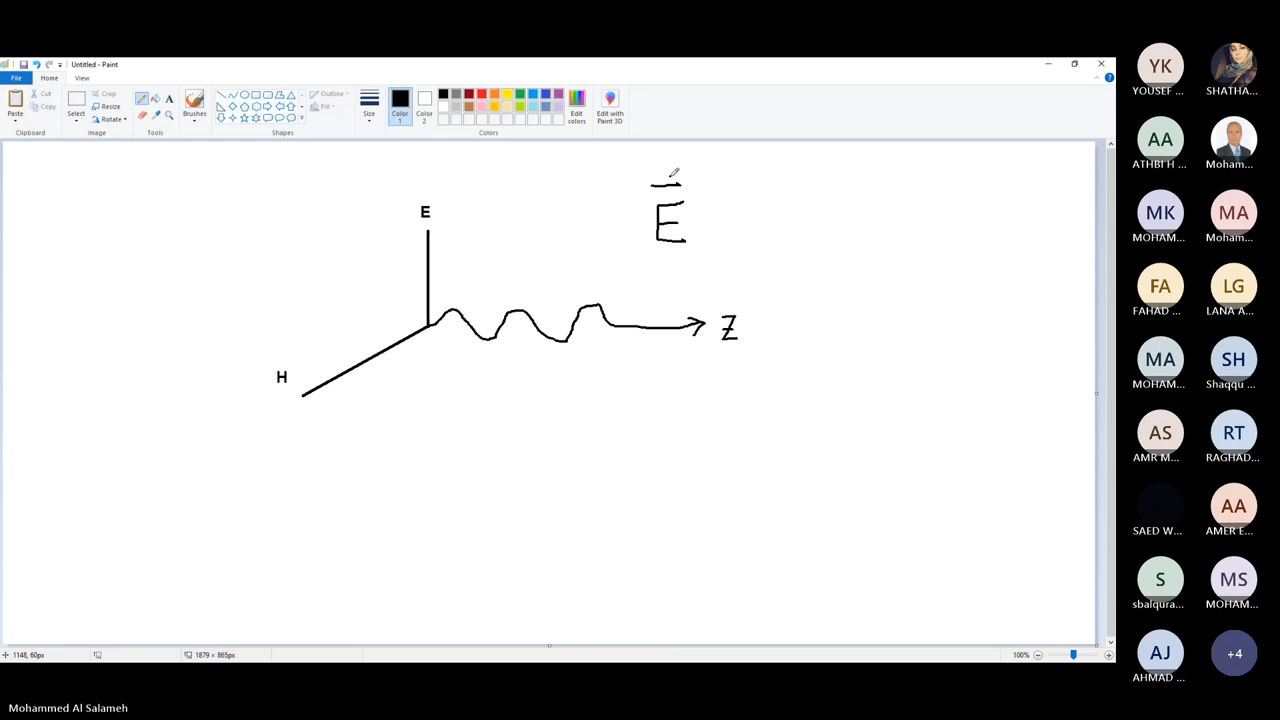 Untitled - Paint
File Home View
Paste
Cut
Copy
Clipboard
Select
Crop
Resize
Rotate
Image
Tools
Brushes
Outline
Fill
Shapes
Size
Color 1
Color 2
Edit colors
Colors
Edit with Paint 3D
E
E
Z
H
1148, 60px
1879 × 865px
100%
YK
YOUSEF ...
SHATHA...
AA
ATHBI H ...
Moham...
MK
MOHAM...
MA
Moham...
FA
FAHAD ...
LG
LANA A...
MA
MOHAM...
SH
Shaqqu ...
AS
AMR M...
RT
RAGHAD...
SAED W...
AA
AMER E...
S
sbalqura...
MS
MOHAM...
AJ
AHMAD ...
+4
Mohammed Al Salameh